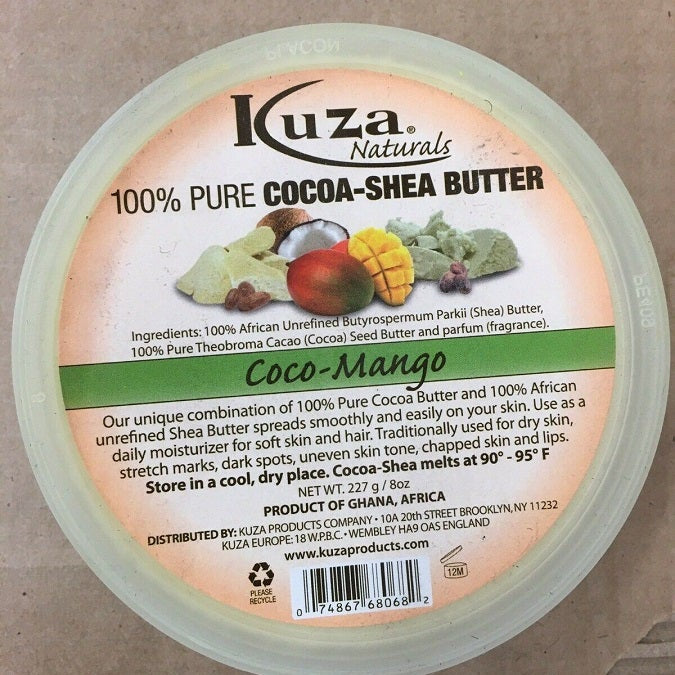 PLACON
Kuza®
Naturals
100% PURE COCOA-SHEA BUTTER
Ingredients: 100% African Unrefined Butyrospermum Parkii (Shea) Butter,
100% Pure Theobroma Cacao (Cocoa) Seed Butter and parfum (fragrance).
Coco-Mango
Our unique combination of 100% Pure Cocoa Butter and 100% African
unrefined Shea Butter spreads smoothly and easily on your skin. Use as a
daily moisturizer for soft skin and hair. Traditionally used for dry skin,
stretch marks, dark spots, uneven skin tone, chapped skin and lips.
Store in a cool, dry place. Cocoa-Shea melts at 90° - 95° F
NET WT. 227 g / 8oz
PRODUCT OF GHANA, AFRICA
DISTRIBUTED BY: KUZA PRODUCTS COMPANY • 10A 20th STREET BROOKLYN, NY 11232
KUZA EUROPE: 18 W.P.B.C. • WEMBLEY HA9 OAS ENGLAND
www.kuzaproducts.com
PLEASE
RECYCLE
12M
0 74867 68068 2